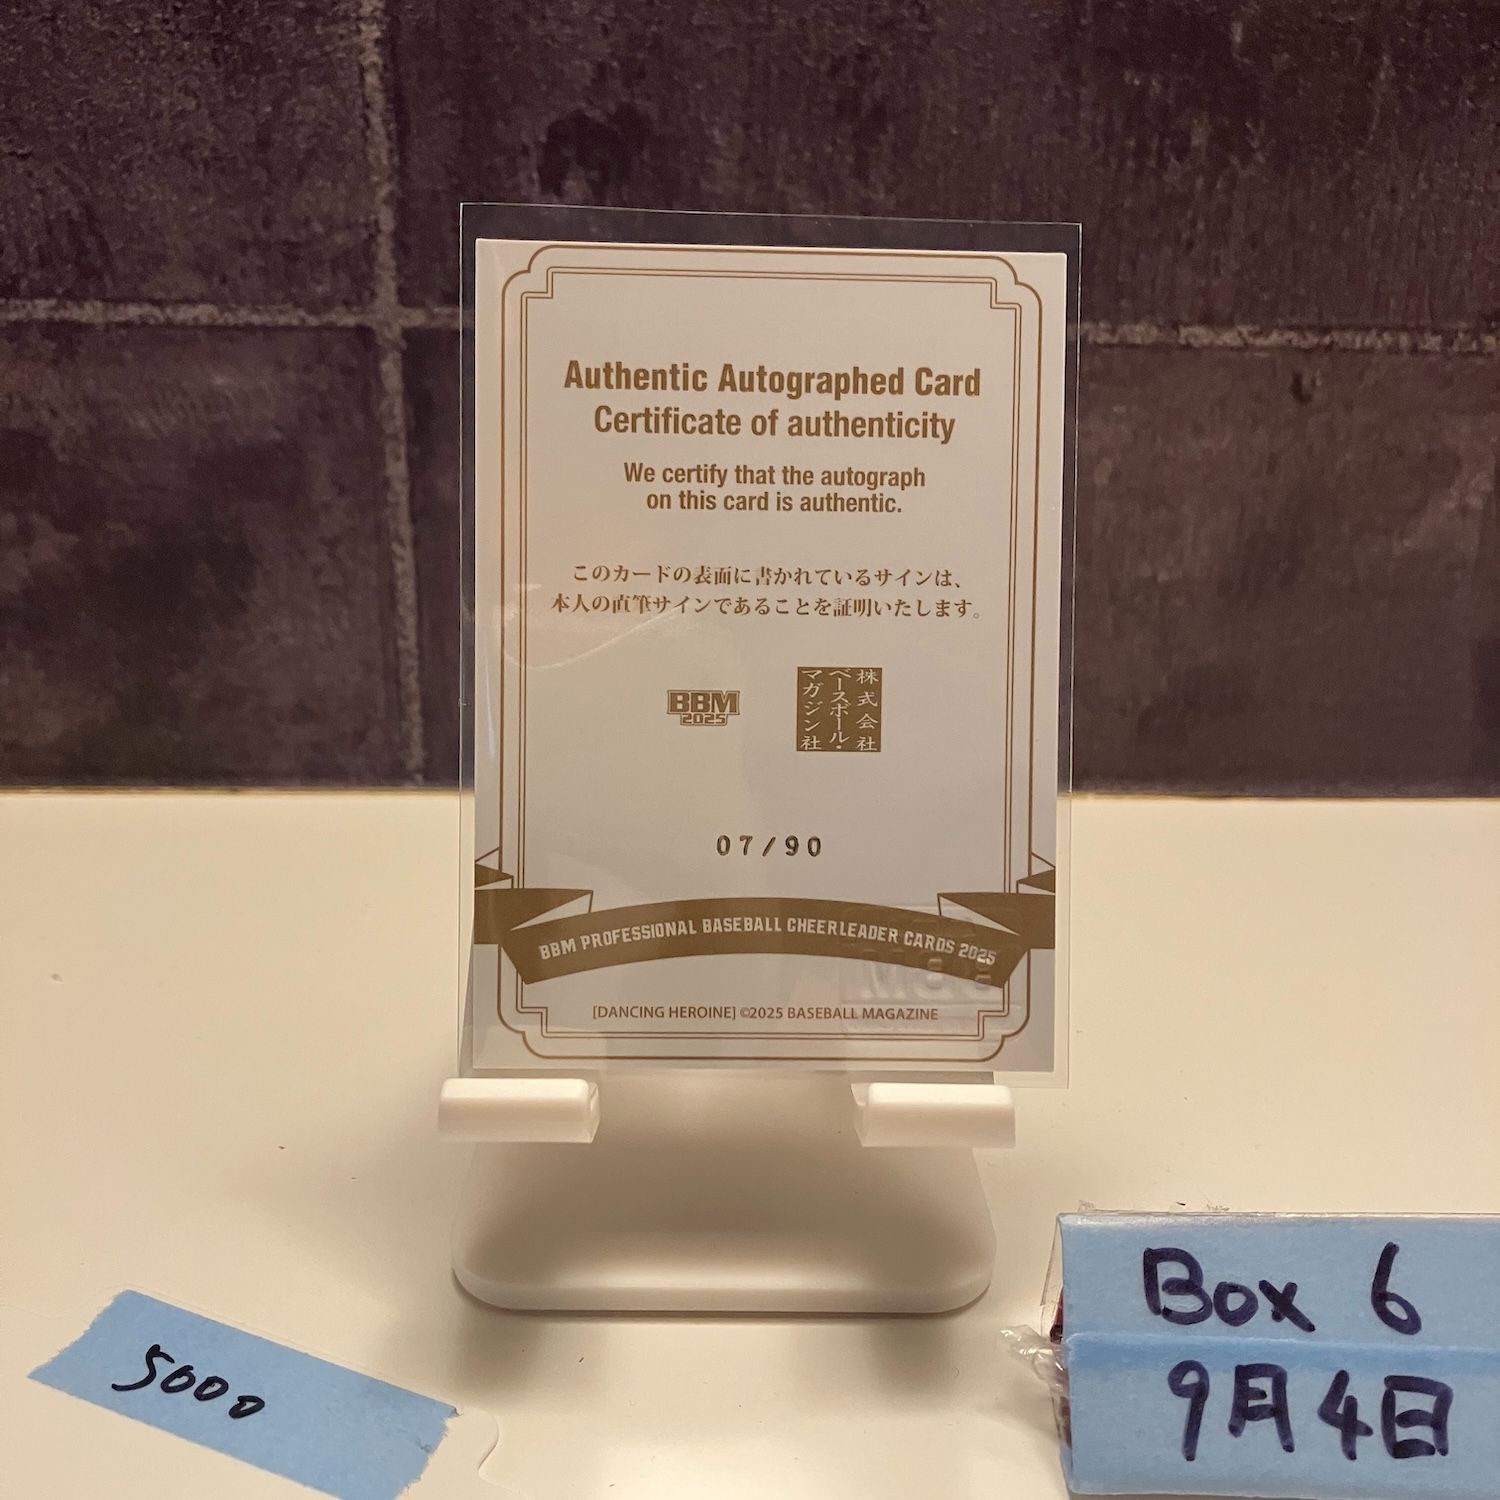 Authentic Autographed Card
Certificate of authenticity
We certify that the autograph
on this card is authentic.
このカードの表面に書かれているサインは、
本人の直筆サインであることを証明いたします。
BBM
2025
株式会社
ベースボール・
マガジン社
07/90
BBM PROFESSIONAL BASEBALL CHEERLEADER CARDS 2025
[DANCING HEROINE] ©2025 BASEBALL MAGAZINE
5000
Box 6
9月4日